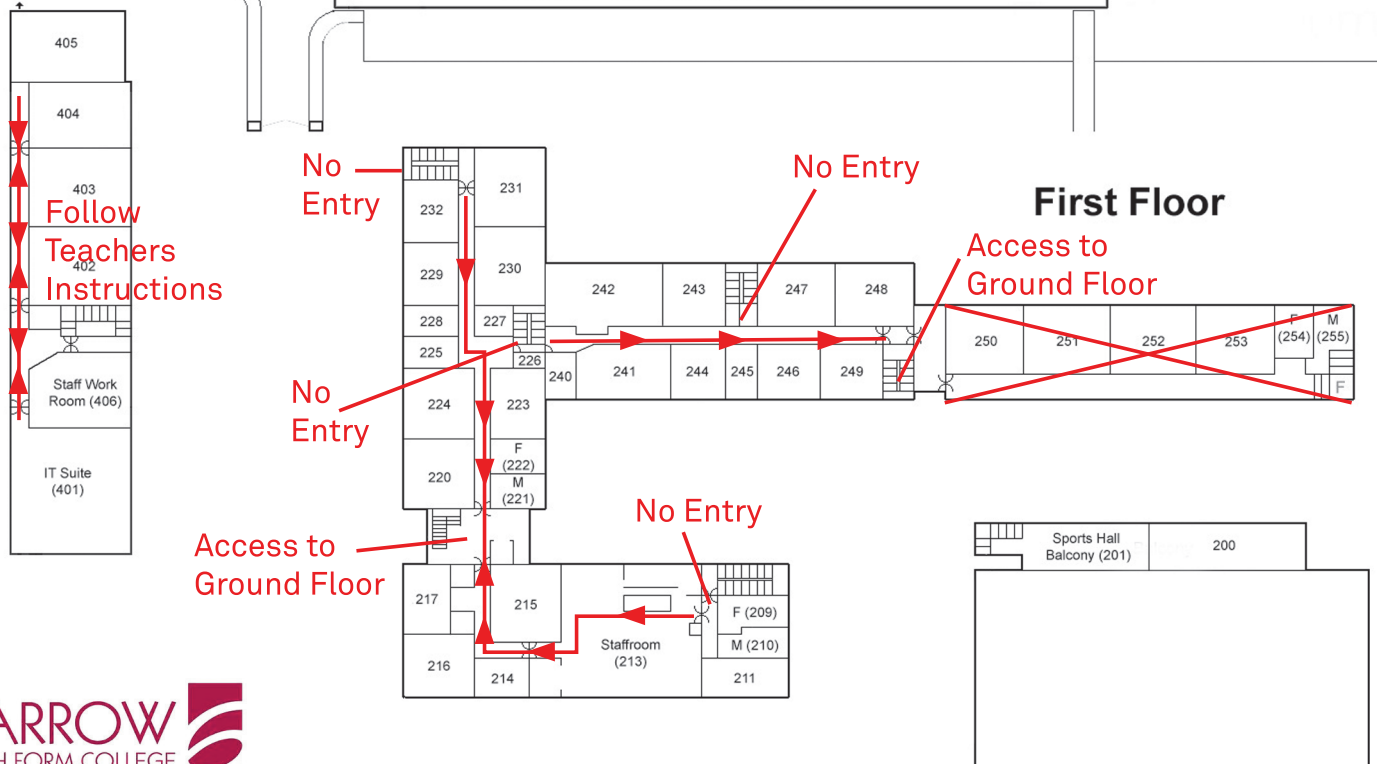 405
404
403
Follow
Teachers
402
Instructions
Staff Work
Room (406)
IT Suite
(401)
No
Entry
231
232
230
229
228
227
225
226
224
223
No
Entry
F
(222)
220
M
(221)
No Entry
First Floor
Access to
Ground Floor
242
243
247
248
240
241
244
245
246
249
250
251
252
253
F
(254)
M
(255)
F
Access to
Ground Floor
No Entry
217
215
216
214
Staffroom
(213)
F (209)
M (210)
211
Sports Hall
Balcony (201)
200
ARROW
H FORM COLLEGE